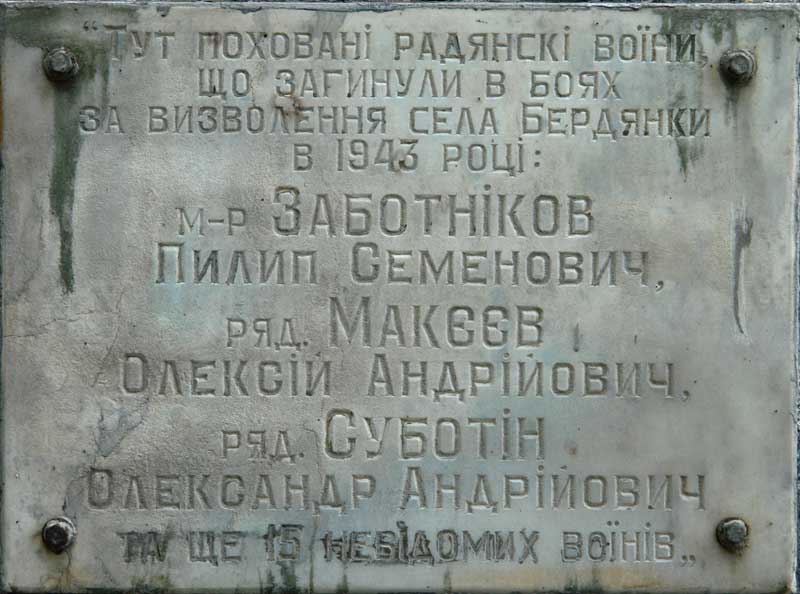 "Тут поховані радянскі воїни,
що загинули в боях
за визволення села Бердянки
в 1943 році:
м-р Заботніков
Пилип Семенович,
ряд. Макєєв
Олексій Андрійович,
ряд. Суботін
Олександр Андрійович
та ще 15 невідомих воїнів„